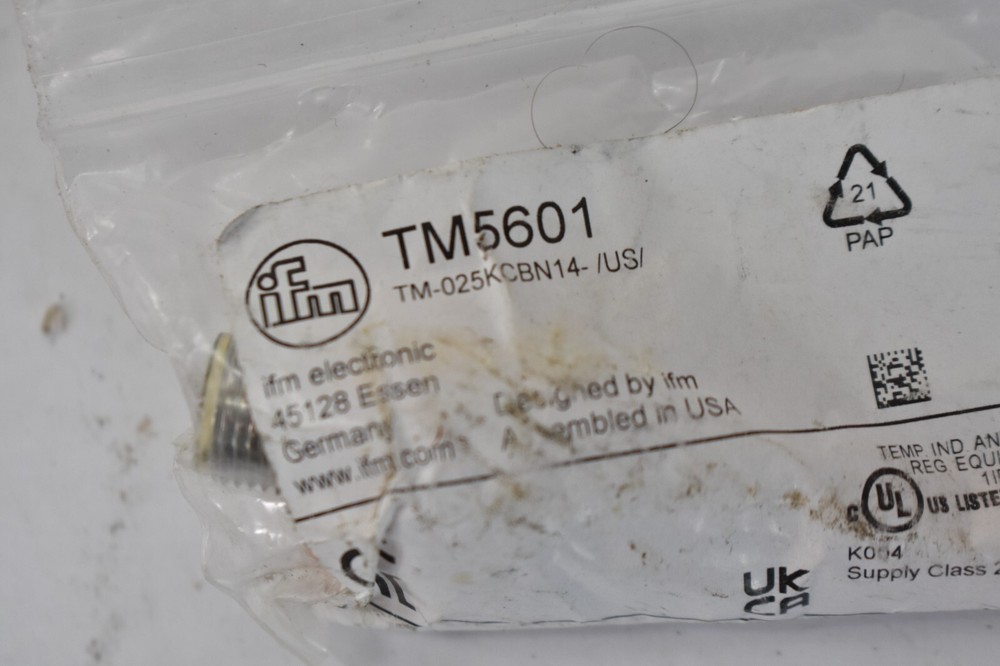 ifm
TM5601
TM-025KCBN14- /US/
21
PAP
ifm electronic
45128 Essen
Germany
www.ifm.com
Designed by ifm
Assembled in USA
TEMP. IND AN
REG EQUI
UL
C US LISTE
Supply Class 2
UK
CA